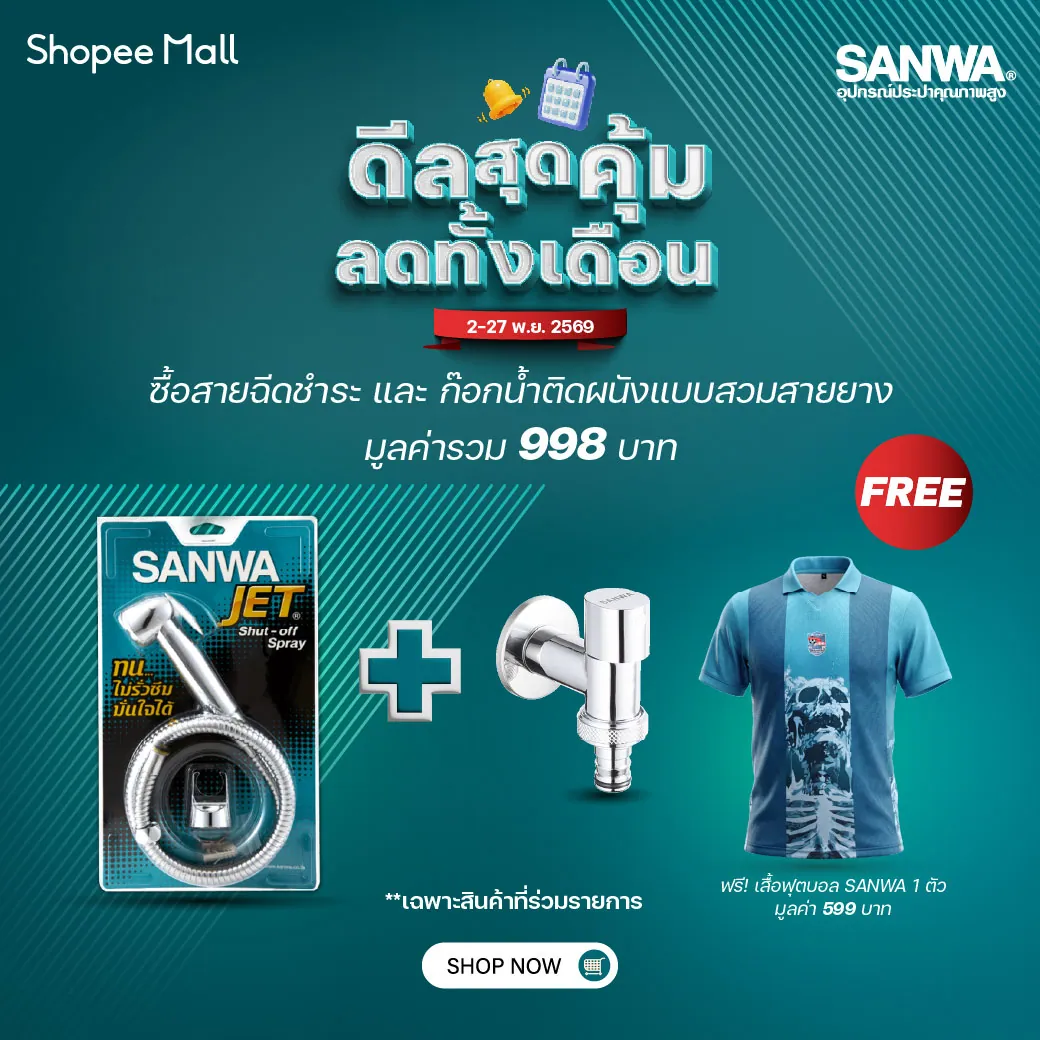 Shopee Mall
SANWA®
อุปกรณ์ประปาคุณภาพสูง
ดีลสุดคุ้ม
ลดทั้งเดือน
2-27 พ.ย. 2569
ซื้อสายฉีดชำระ และ ก๊อกน้ำติดผนังแบบสวมสายยาง
มูลค่ารวม 998 บาท
FREE
SANWA
JET®
Shut-off
Spray
ทน...
ไม่รั่วซึม
มั่นใจได้
SANWA
ฟรี! เสื้อฟุตบอล SANWA 1 ตัว
มูลค่า 599 บาท
**เฉพาะสินค้าที่ร่วมรายการ
SHOP NOW